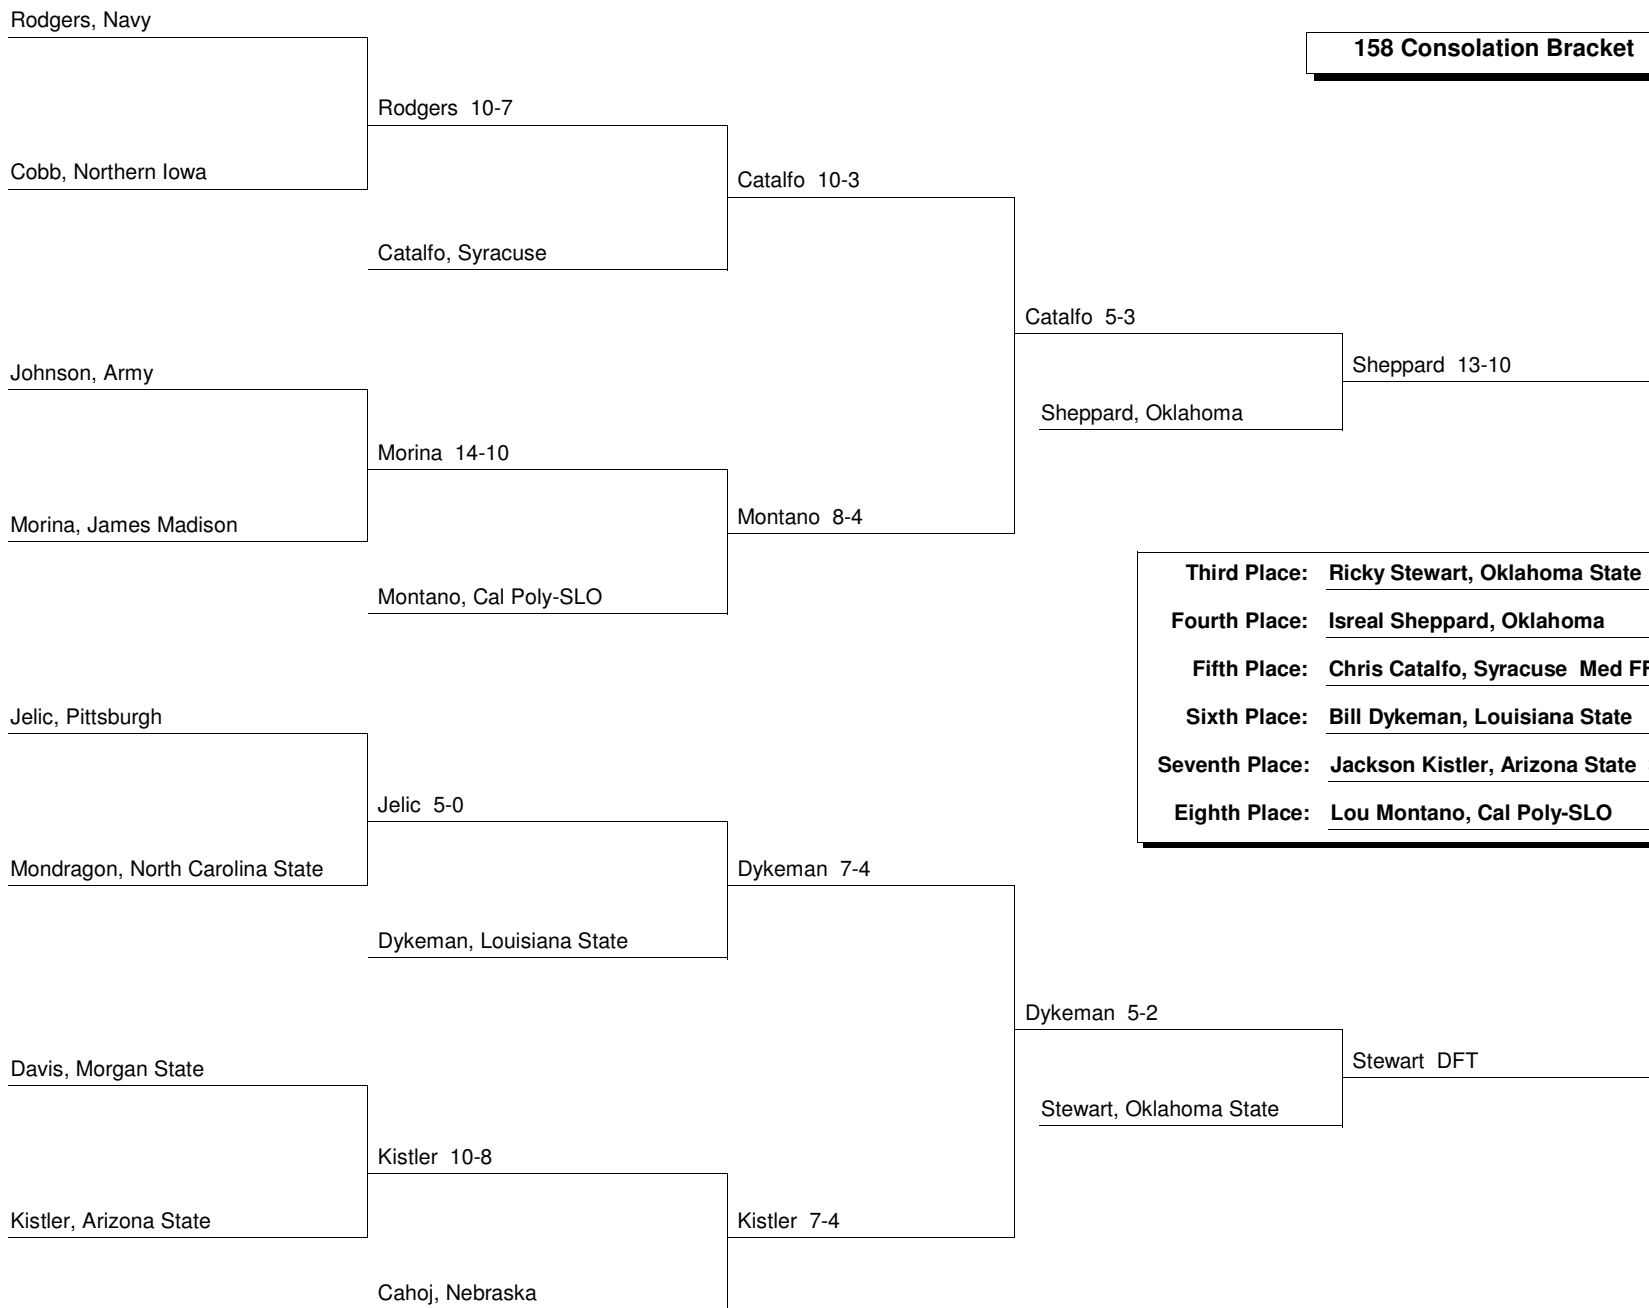 Rodgers, Navy
158 Consolation Bracket
Rodgers 10-7
Cobb, Northern Iowa
Catalfo 10-3
Catalfo, Syracuse
Catalfo 5-3
Johnson, Army
Sheppard 13-10
Sheppard, Oklahoma
Morina 14-10
Morina, James Madison
Montano 8-4
Montano, Cal Poly-SLO
Third Place: Ricky Stewart, Oklahoma State
Fourth Place: Isreal Sheppard, Oklahoma
Fifth Place: Chris Catalfo, Syracuse Med
Sixth Place: Bill Dykeman, Louisiana State
Seventh Place: Jackson Kistler, Arizona State
Eighth Place: Lou Montano, Cal Poly-SLO
Jelic, Pittsburgh
Jelic 5-0
Mondragon, North Carolina State
Dykeman 7-4
Dykeman, Louisiana State
Dykeman 5-2
Davis, Morgan State
Stewart DFT
Stewart, Oklahoma State
Kistler 10-8
Kistler, Arizona State
Kistler 7-4
Cahoj, Nebraska